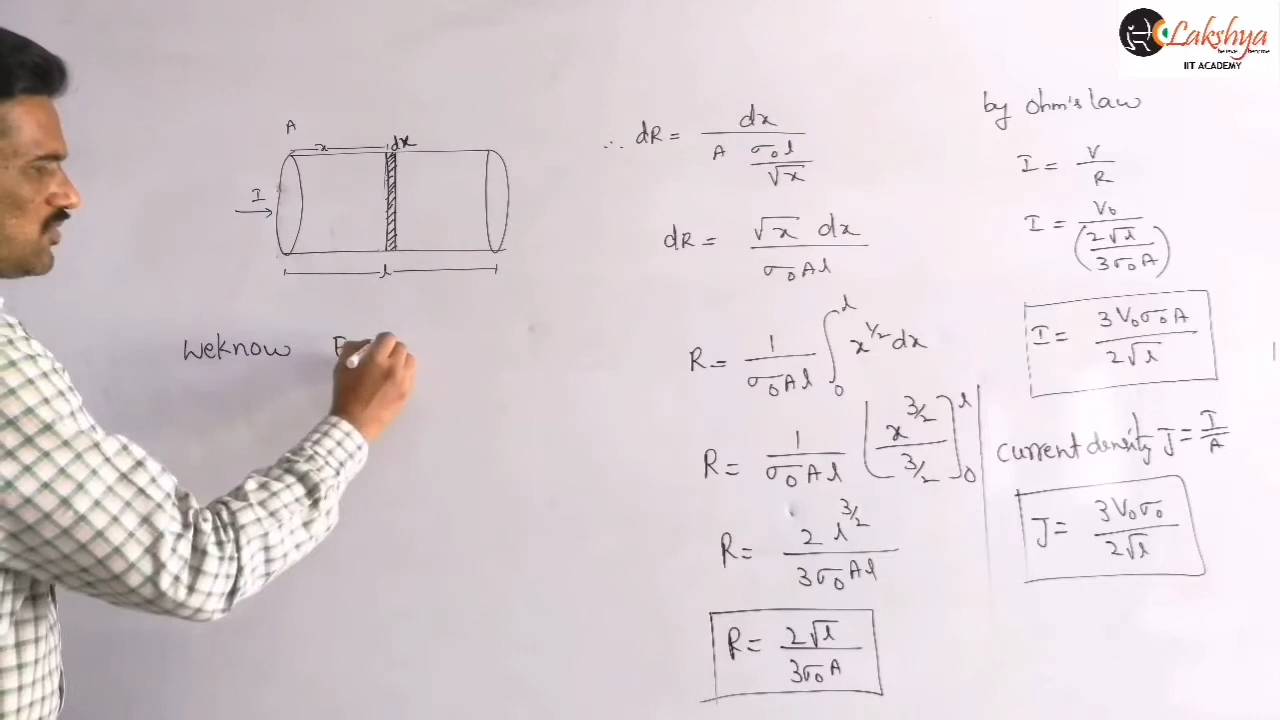 Lakshya
IIT ACADEMY
A
x dx
I
l
We know E
∴ dR = dx / (A σ₀l/√x)
dR = √x dx / σ₀Al
R = 1/σ₀Al ∫₀ˡ x^1/2 dx
R = 1/σ₀Al [x^3/2 / 3/2]₀ˡ
R = 2 l^3/2 / 3σ₀Al
R = 2√l / 3σ₀A
by ohm's law
I = V/R
I = V₀ / (2√l / 3σ₀A)
I = 3V₀σ₀A / 2√l
current density J = I/A
J = 3V₀σ₀ / 2√l